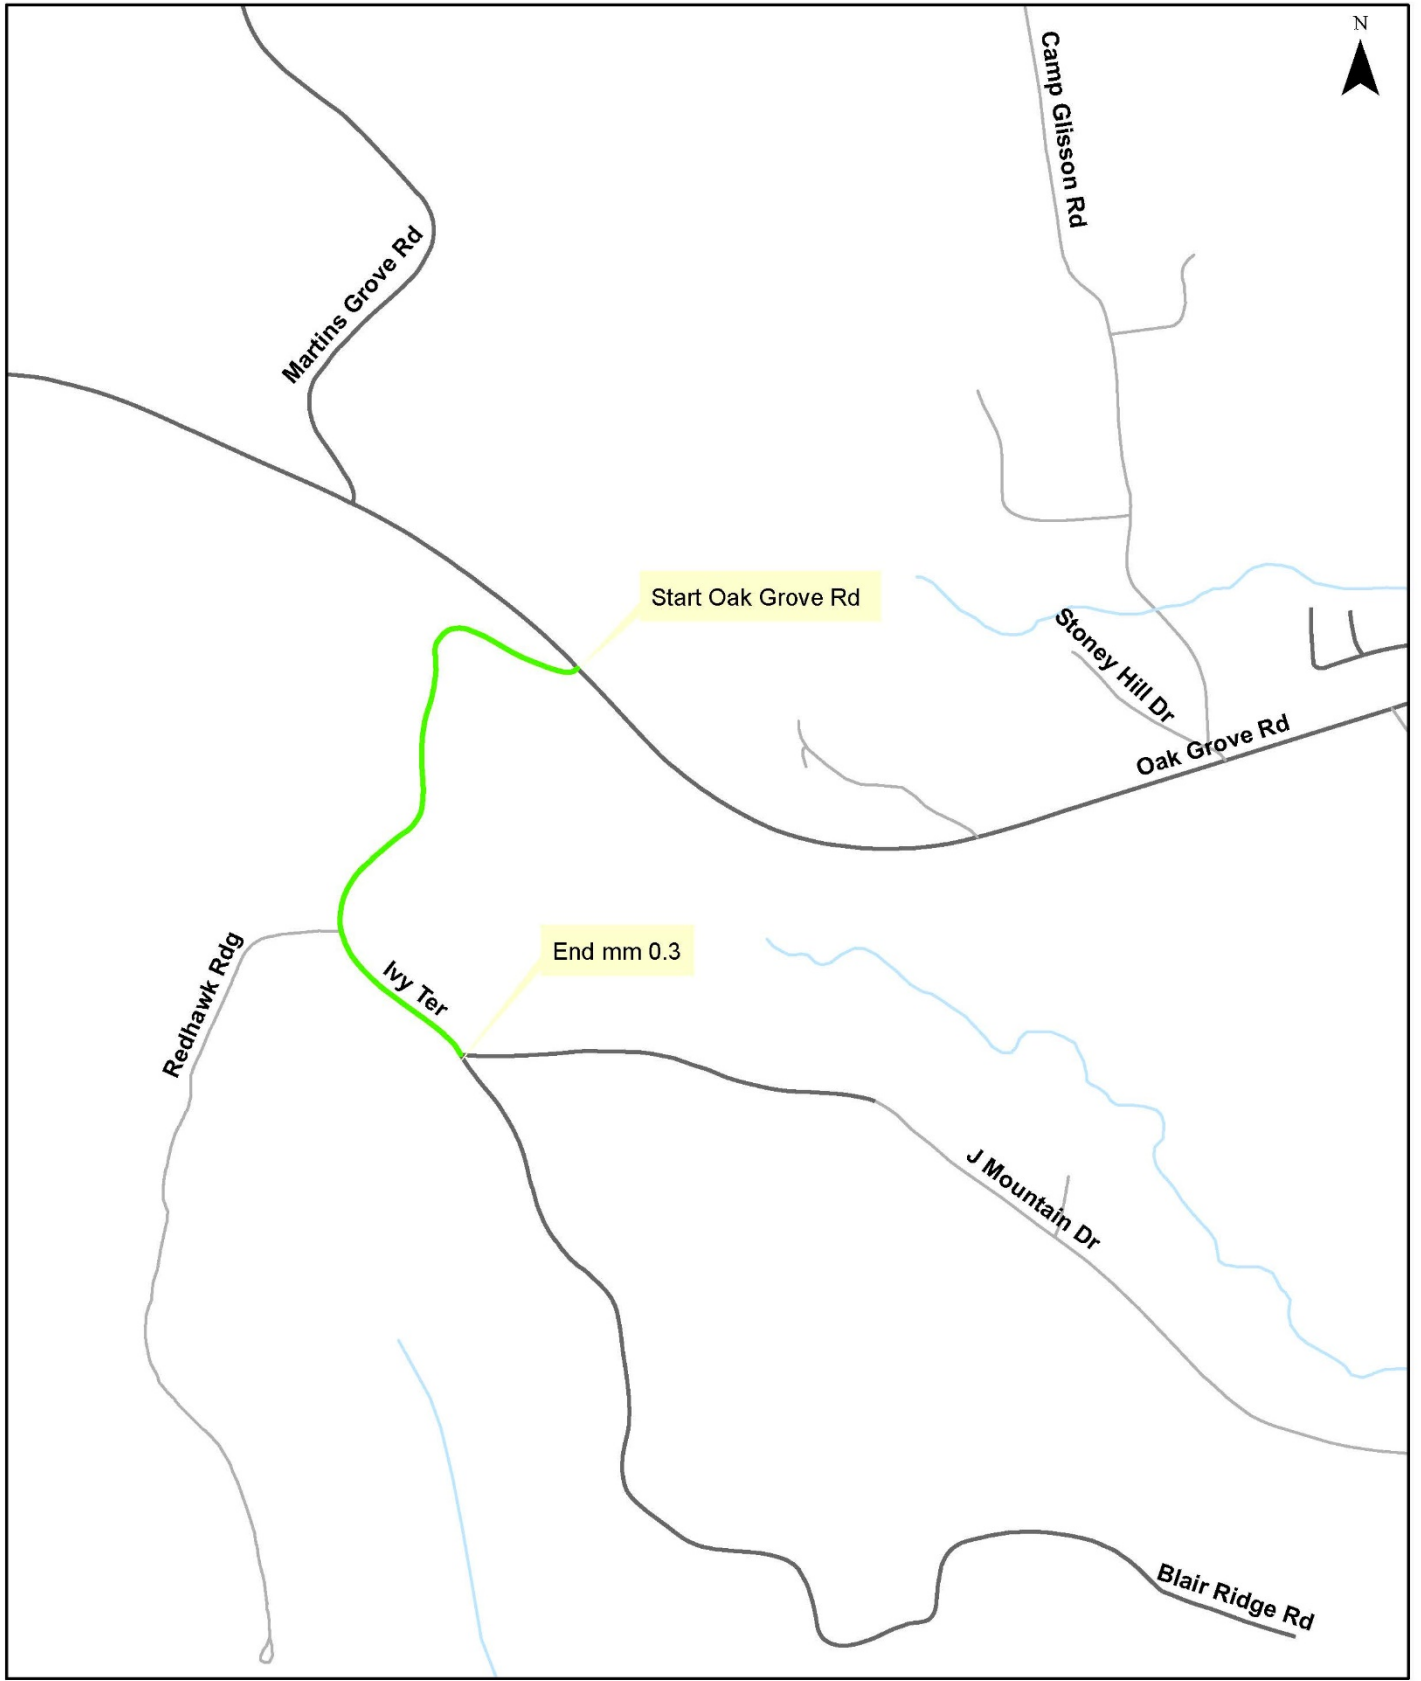 N
Camp Glisson Rd
Martins Grove Rd
Start Oak Grove Rd
Stoney Hill Dr
Oak Grove Rd
Redhawk Rdg
End mm 0.3
Ivy Ter
J Mountain Dr
Blair Ridge Rd